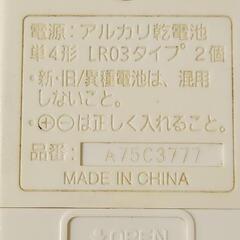 電源：アルカリ乾電池
単4形 LR03タイプ 2個
・新・旧/異種電池は、混用
しないこと。
・⊕⊖は正しく入れること。
品番： A75C3777
MADE IN CHINA
OPEN